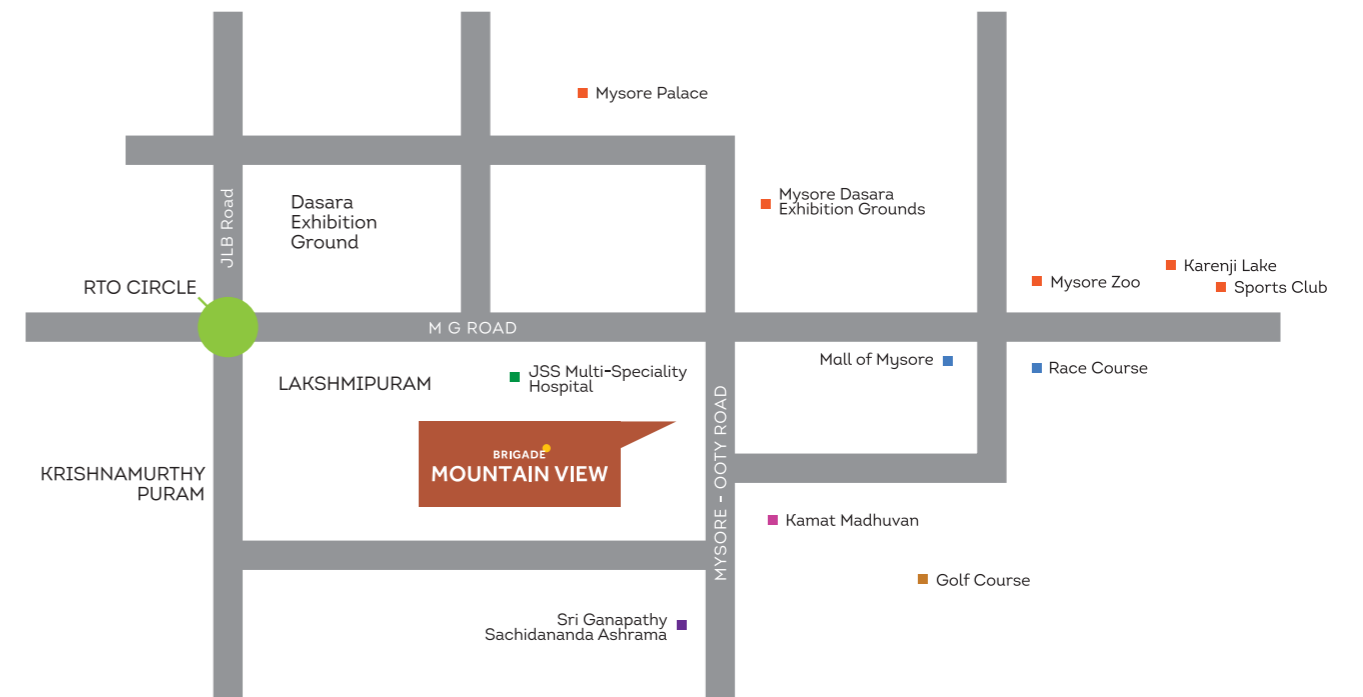 Mysore Palace
JLB Road
Dasara
Exhibition
Ground
Mysore Dasara
Exhibition Grounds
RTO CIRCLE
Karenji Lake
Mysore Zoo
Sports Club
M G ROAD
LAKSHMIPURAM
JSS Multi-Speciality
Hospital
Mall of Mysore
Race Course
BRIGADE
MOUNTAIN VIEW
KRISHNAMURTHY
PURAM
MYSORE - OOTY ROAD
Kamat Madhuvan
Golf Course
Sri Ganapathy
Sachidananda Ashrama